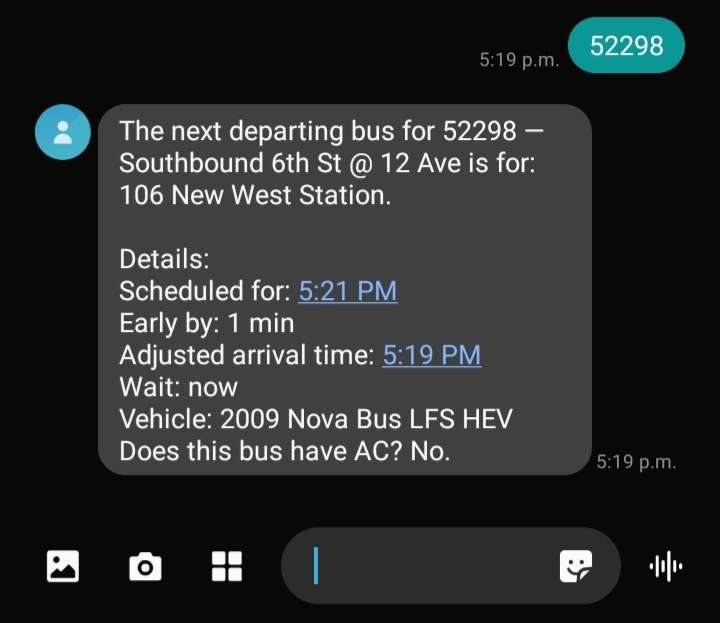 52298
5:19 p.m.
The next departing bus for 52298 —
Southbound 6th St @ 12 Ave is for:
106 New West Station.
Details:
Scheduled for: 5:21 PM
Early by: 1 min
Adjusted arrival time: 5:19 PM
Wait: now
Vehicle: 2009 Nova Bus LFS HEV
Does this bus have AC? No.
5:19 p.m.